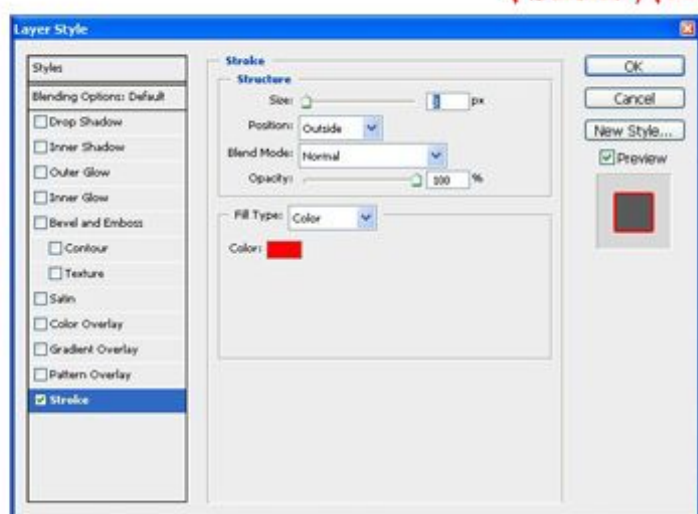 Layer Style
Styles
Blending Options: Default
Drop Shadow
Inner Shadow
Outer Glow
Inner Glow
Bevel and Emboss
Contour
Texture
Satin
Color Overlay
Gradient Overlay
Pattern Overlay
Stroke
Stroke
Structure
Size: px
Position: Outside
Blend Mode: Normal
Opacity: 100 %
Fill Type: Color
Color:
OK
Cancel
New Style...
Preview